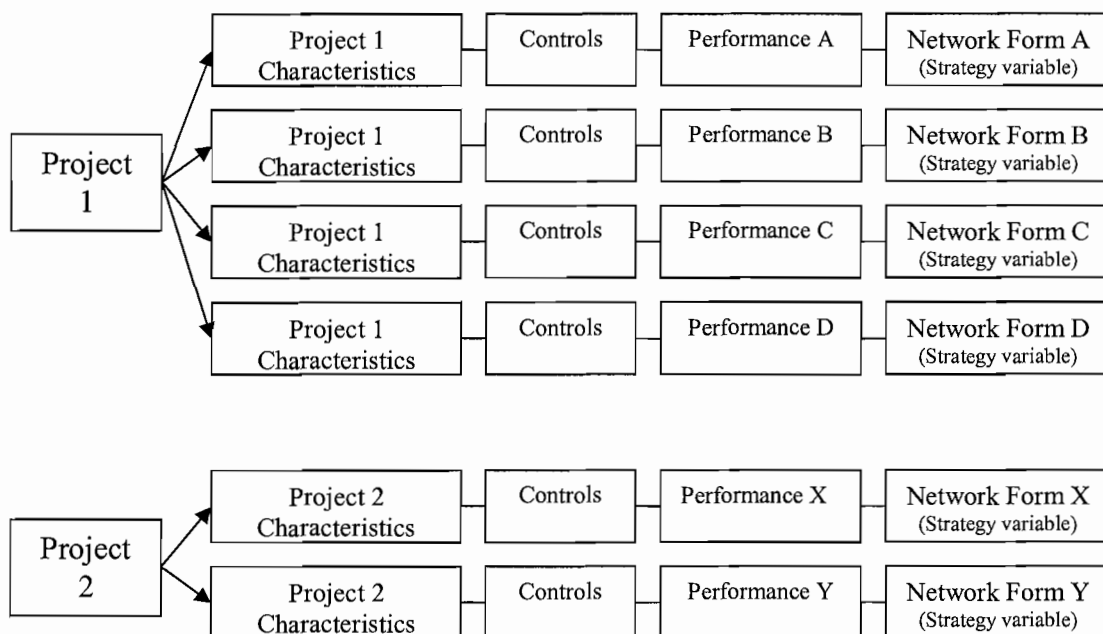 Project 1
Characteristics
Controls
Performance A
Network Form A
(Strategy variable)
Project 1
Characteristics
Controls
Performance B
Network Form B
(Strategy variable)
Project
1
Project 1
Characteristics
Controls
Performance C
Network Form C
(Strategy variable)
Project 1
Characteristics
Controls
Performance D
Network Form D
(Strategy variable)
Project 2
Characteristics
Controls
Performance X
Network Form X
(Strategy variable)
Project
2
Project 2
Characteristics
Controls
Performance Y
Network Form Y
(Strategy variable)